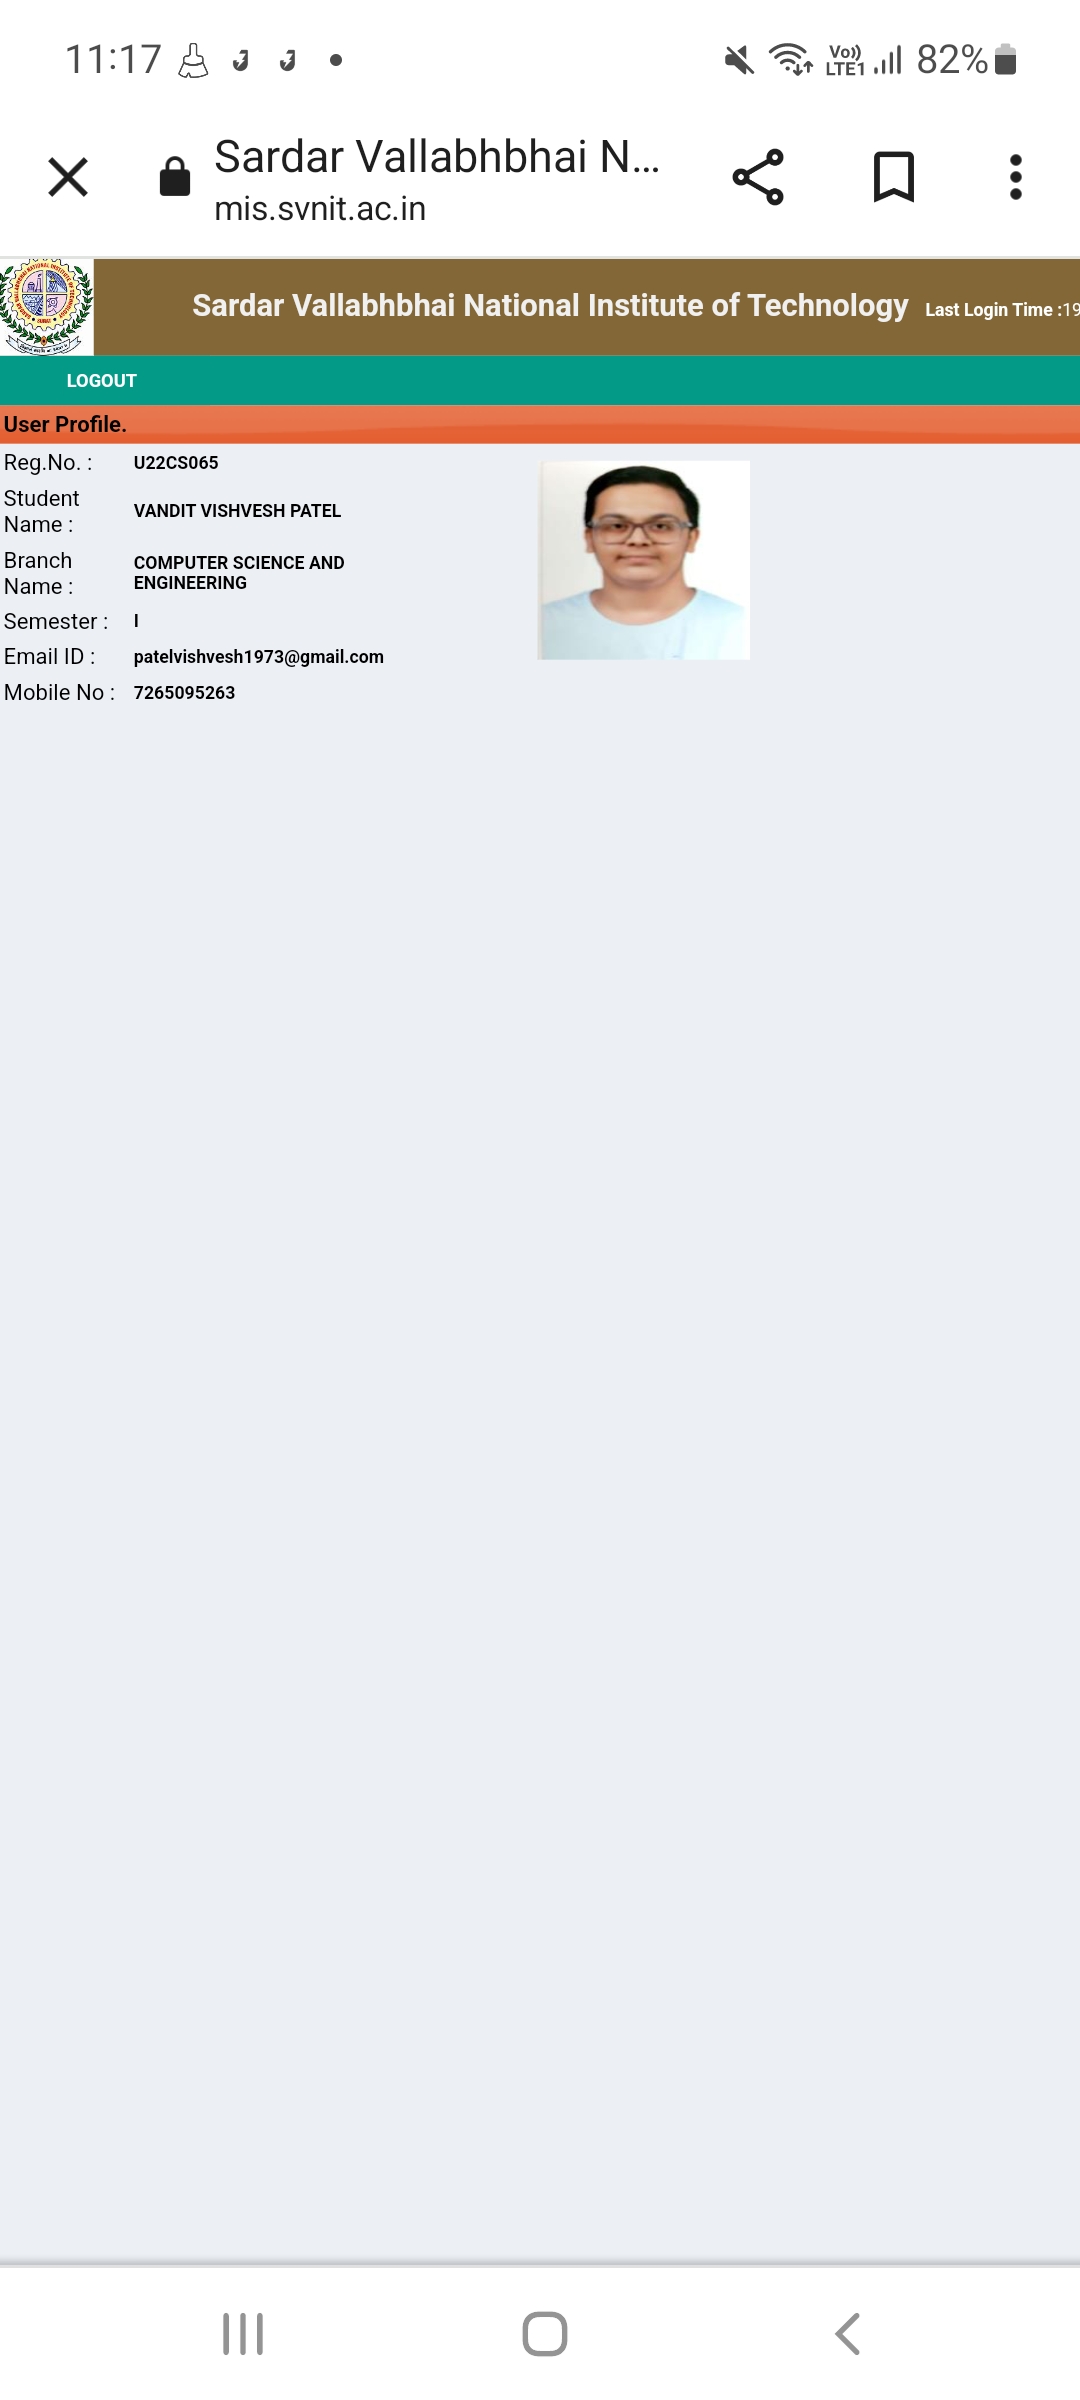 11:17
Vo)) LTE1 82%
Sardar Vallabhbhai N...
mis.svnit.ac.in
Sardar Vallabhbhai National Institute of Technology Last Login Time :19
LOGOUT
User Profile.
Reg.No. : U22CS065
Student
Name : VANDIT VISHVESH PATEL
Branch
Name : COMPUTER SCIENCE AND
ENGINEERING
Semester : I
Email ID : patelvishvesh1973@gmail.com
Mobile No : 7265095263